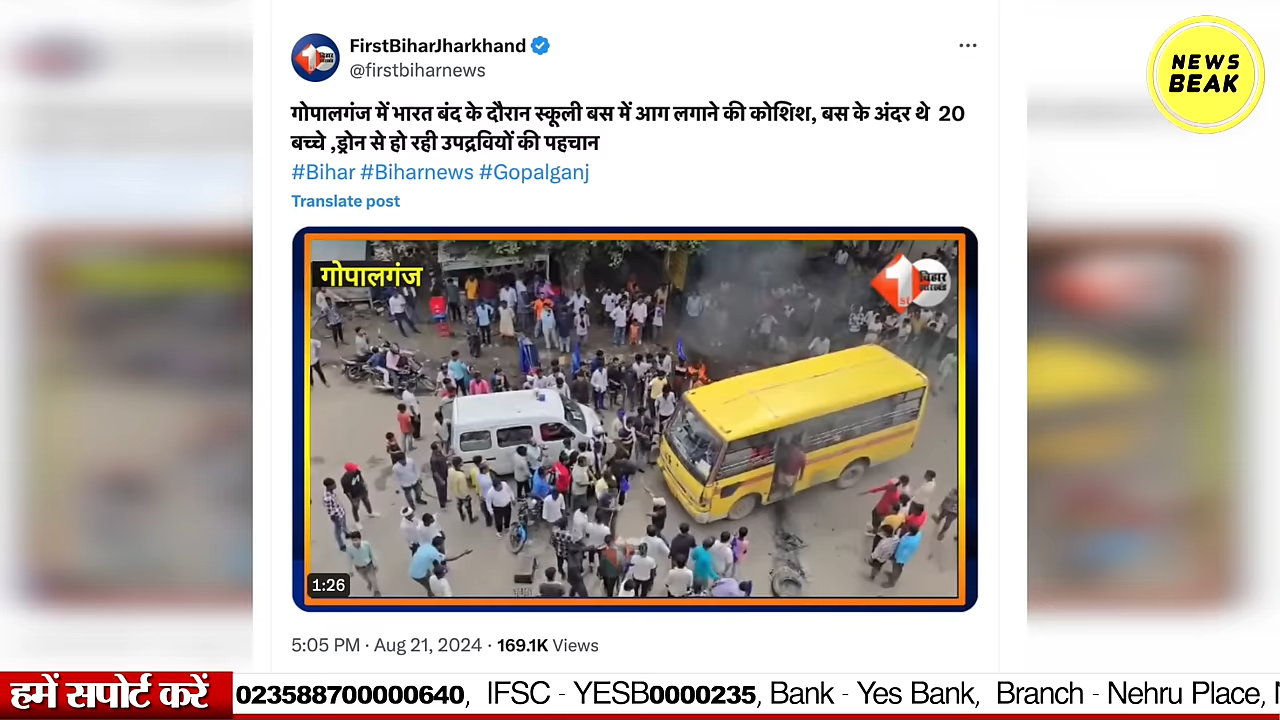 FirstBiharJharkhand
@firstbiharnews
NEWS
BEAK
गोपालगंज में भारत बंद के दौरान स्कूली बस में आग लगाने की कोशिश, बस के अंदर थे 20
बच्चे ,ड्रोन से हो रही उपद्रवियों की पहचान
#Bihar #Biharnews #Gopalganj
Translate post
गोपालगंज
1
बिहार
1:26
5:05 PM · Aug 21, 2024 · 169.1K Views
हमें सपोर्ट करें
023588700000640, IFSC - YESB0000235, Bank - Yes Bank, Branch - Nehru Place,